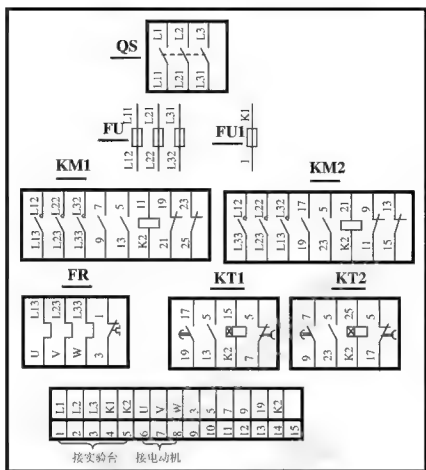 QS
L1 L2 L3
L11 L21 L31
FU
L11 L21 L31
L12 L22 L32
FU1
K1
1
KM1
L12 L22 L32 7 5 11 19 23
L13 L23 L33 9 13 K2 21 25
KM2
L12 L22 L32 17 5 21 9 13
L33 L23 L13 19 23 K2 11 15
FR
L13 L23 L33 1
U V W 3
KT1
17 5 15 5
19 13 K2 7
KT2
7 5 25 5
9 23 K2 17
L1 L2 L3 K1 K2 U V W 3 5 7 9 19 K2
1 2 3 4 5 6 7 8 9 10 11 12 13 14 15
接实验台 接电动机